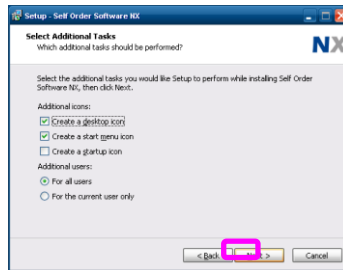 Setup - Self Order Software NX
Select Additional Tasks
Which additional tasks should be performed?
NX
Select the additional tasks you would like Setup to perform while installing Self Order
Software NX, then click Next.
Additional icons:
Create a desktop icon
Create a start menu icon
Create a startup icon
Additional users:
For all users
For the current user only
< Back
Next >
Cancel